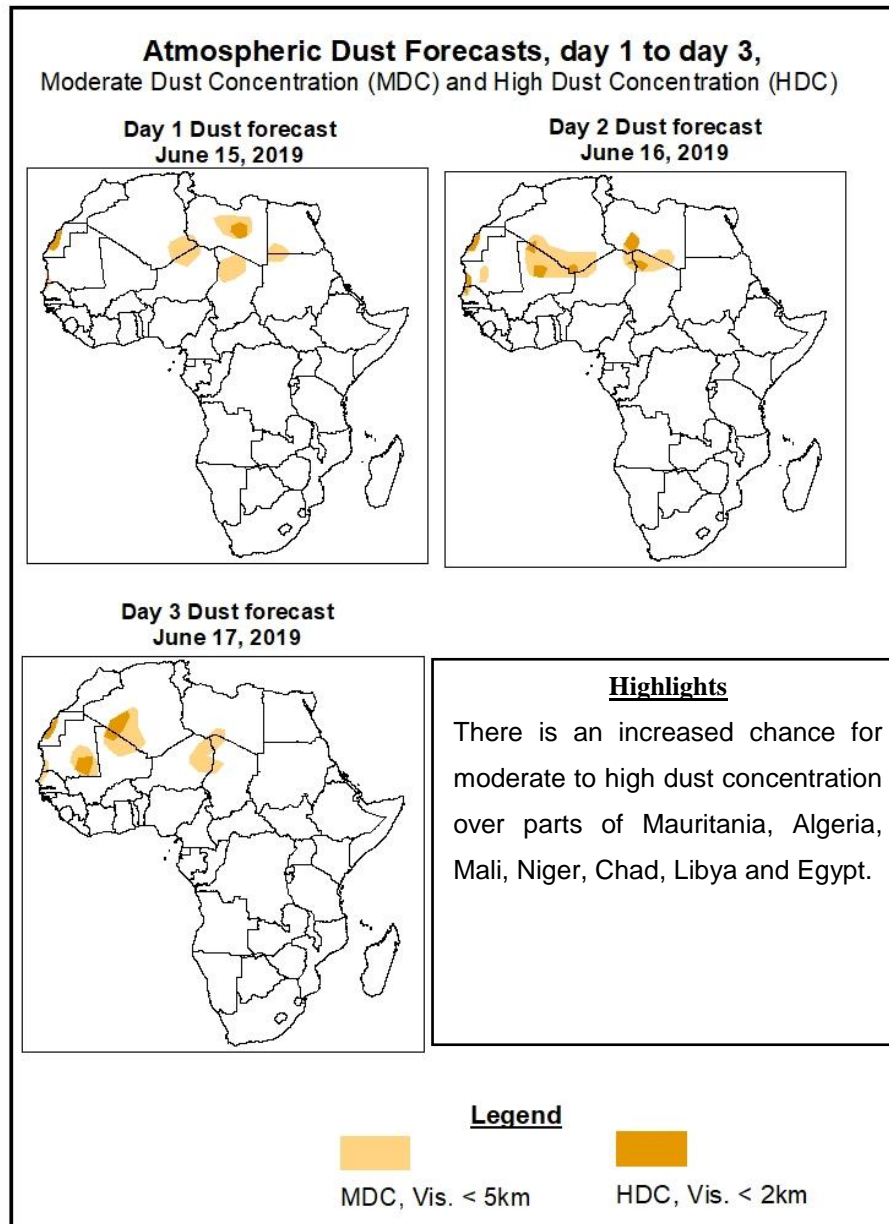 Atmospheric Dust Forecasts, day 1 to day 3,
Moderate Dust Concentration (MDC) and High Dust Concentration (HDC)
Day 1 Dust forecast
June 15, 2019
Day 2 Dust forecast
June 16, 2019
Day 3 Dust forecast
June 17, 2019
Highlights
There is an increased chance for
moderate to high dust concentration
over parts of Mauritania, Algeria,
Mali, Niger, Chad, Libya and Egypt.
Legend
MDC, Vis. < 5km
HDC, Vis. < 2km